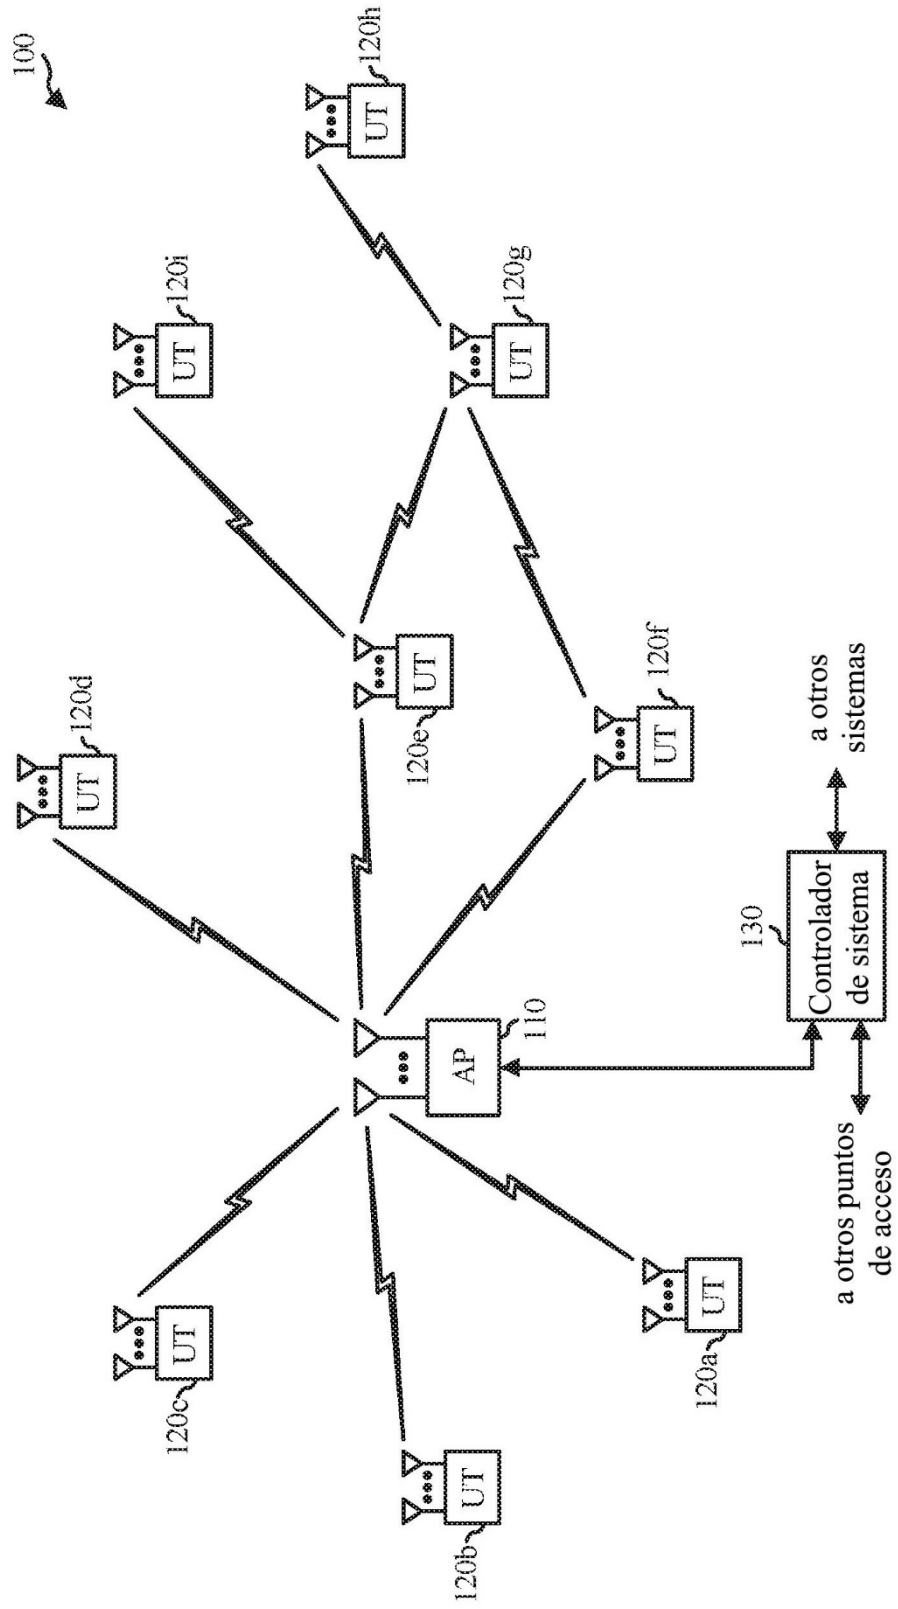 100
120d
UT
120i
UT
120h
UT
120c
UT
120e
UT
120g
UT
120b
UT
AP
110
120f
UT
120a
UT
130
Controlador
de sistema
a otros
sistemas
a otros puntos
de acceso